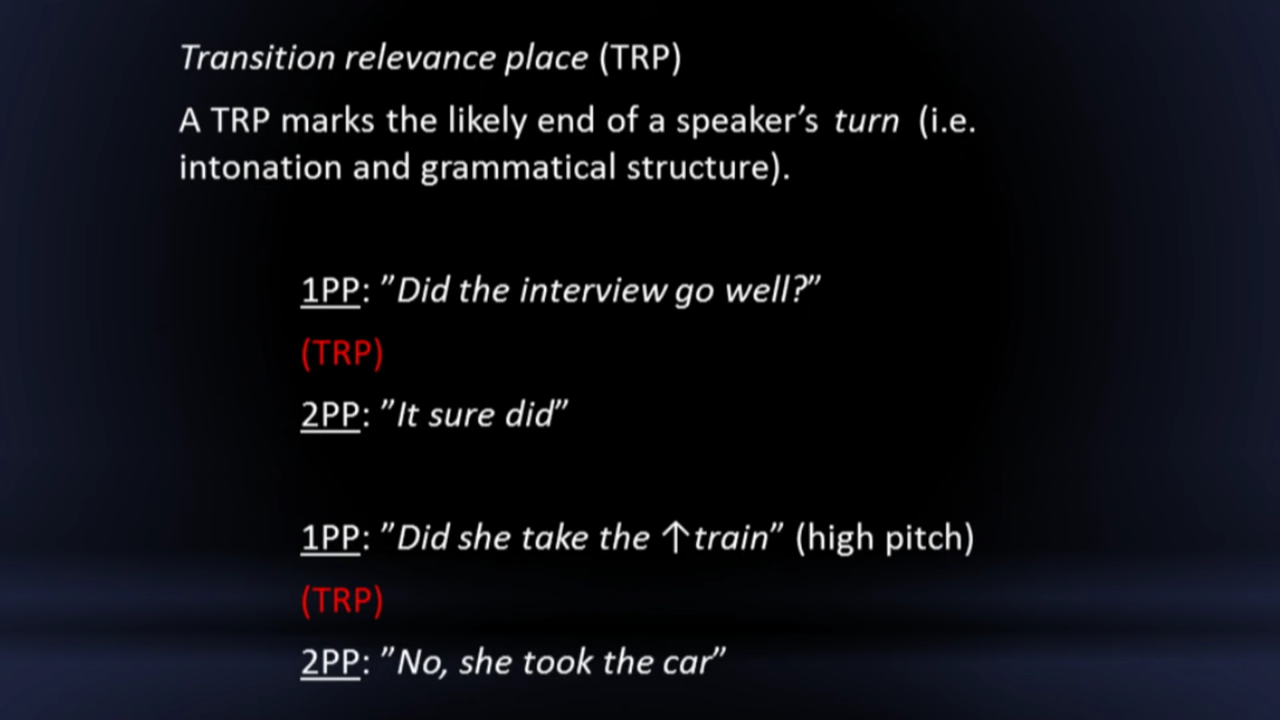 Transition relevance place (TRP)
A TRP marks the likely end of a speaker’s turn (i.e.
intonation and grammatical structure).
1PP: ”Did the interview go well?”
(TRP)
2PP: ”It sure did”
1PP: ”Did she take the ↑train” (high pitch)
(TRP)
2PP: ”No, she took the car”